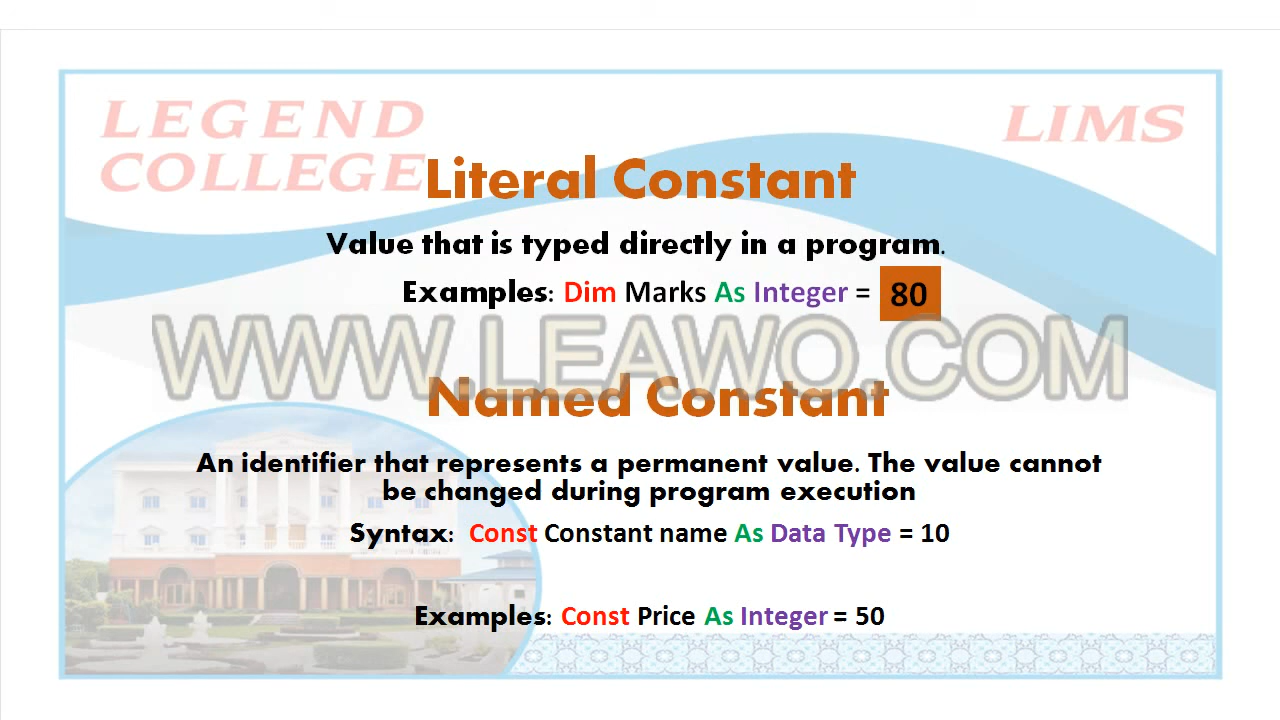 LEGEND
COLLEGE
LIMS
Literal Constant
Value that is typed directly in a program.
Examples: Dim Marks As Integer = 80
WWW.LEAWO.COM
Named Constant
An identifier that represents a permanent value. The value cannot
be changed during program execution
Syntax: Const Constant name As Data Type = 10
Examples: Const Price As Integer = 50